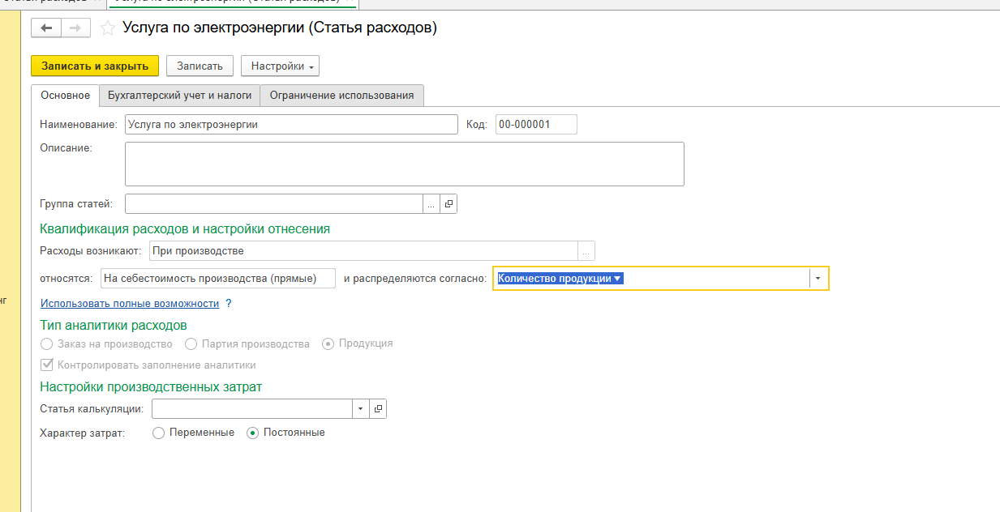 Услуга по электроэнергии (Статья расходов)
Записать и закрыть Записать Настройки
Основное Бухгалтерский учет и налоги Ограничение использования
Наименование: Услуга по электроэнергии Код: 00-000001
Описание:
Группа статей: ...
Квалификация расходов и настройки отнесения
Расходы возникают: При производстве ...
относятся: На себестоимость производства (прямые) и распределяются согласно: Количество продукции ▼
Использовать полные возможности ?
Тип аналитики расходов
Заказ на производство Партия производства Продукция
Контролировать заполнение аналитики
Настройки производственных затрат
Статья калькуляции:
Характер затрат: Переменные Постоянные